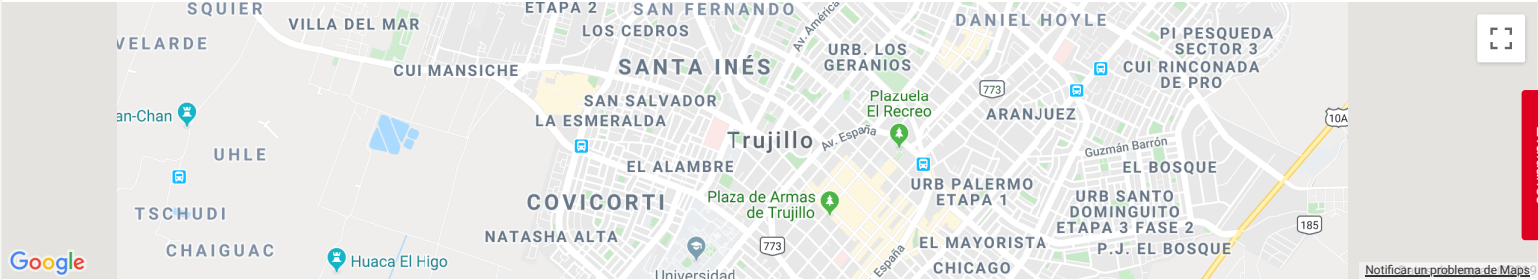 SQUIER
VILLA DEL MAR
VELARDE
ETAPA 2
LOS CEDROS
SAN FERNANDO
Av. América
DANIEL HOYLE
URB. LOS
GERANIOS
PI PESQUEDA
SECTOR 3
CUI RINCONADA
DE PRO
CUI MANSICHE
SANTA INÉS
SAN SALVADOR
LA ESMERALDA
an-Chan
Plazuela
El Recreo
773
ARANJUEZ
10A
Trujillo
Av. España
Guzmán Barrón
UHLE
EL ALAMBRE
EL BOSQUE
COVICORTI
Plaza de Armas
de Trujillo
URB PALERMO
ETAPA 1
URB SANTO
DOMINGUITO
ETAPA 3 FASE 2
TSCHUDI
CHAIGUAC
NATASHA ALTA
773
España
EL MAYORISTA
P.J. EL BOSQUE
185
Google
Huaca El Higo
Universidad
CHICAGO
Notificar un problema de Maps